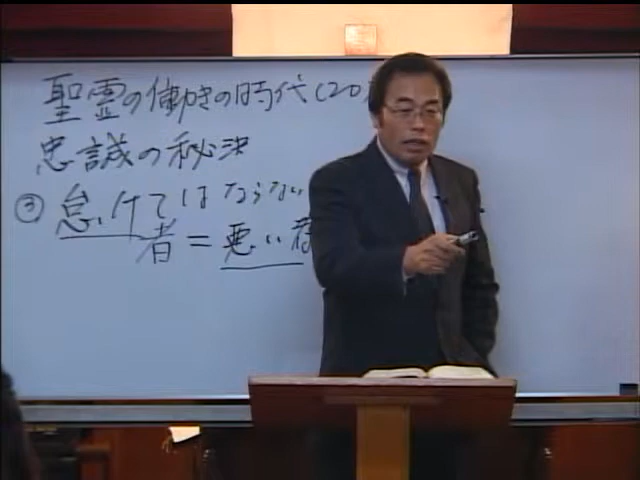 聖霊の働きの時代(20
忠誠の秘決
③怠けてはならない
者=悪い